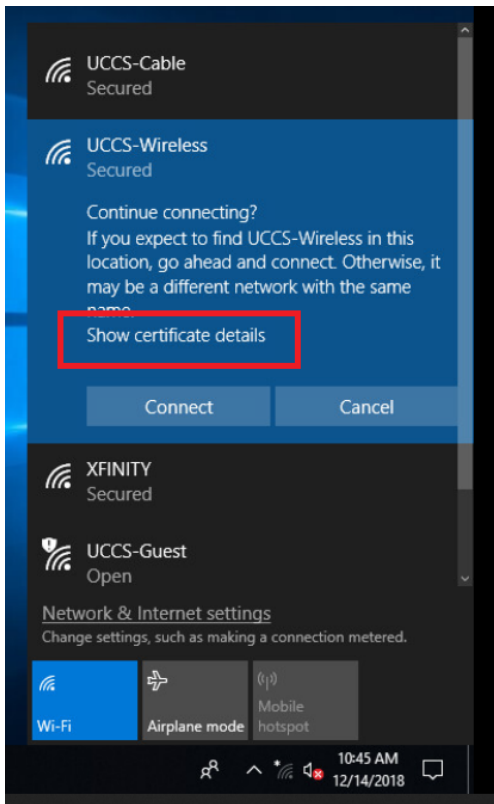 UCCS-Cable
Secured
UCCS-Wireless
Secured
Continue connecting?
If you expect to find UCCS-Wireless in this
location, go ahead and connect. Otherwise, it
may be a different network with the same
name.
Show certificate details
Connect Cancel
XFINITY
Secured
UCCS-Guest
Open
Network & Internet settings
Change settings, such as making a connection metered.
Wi-Fi
Airplane mode
Mobile
hotspot
10:45 AM
12/14/2018